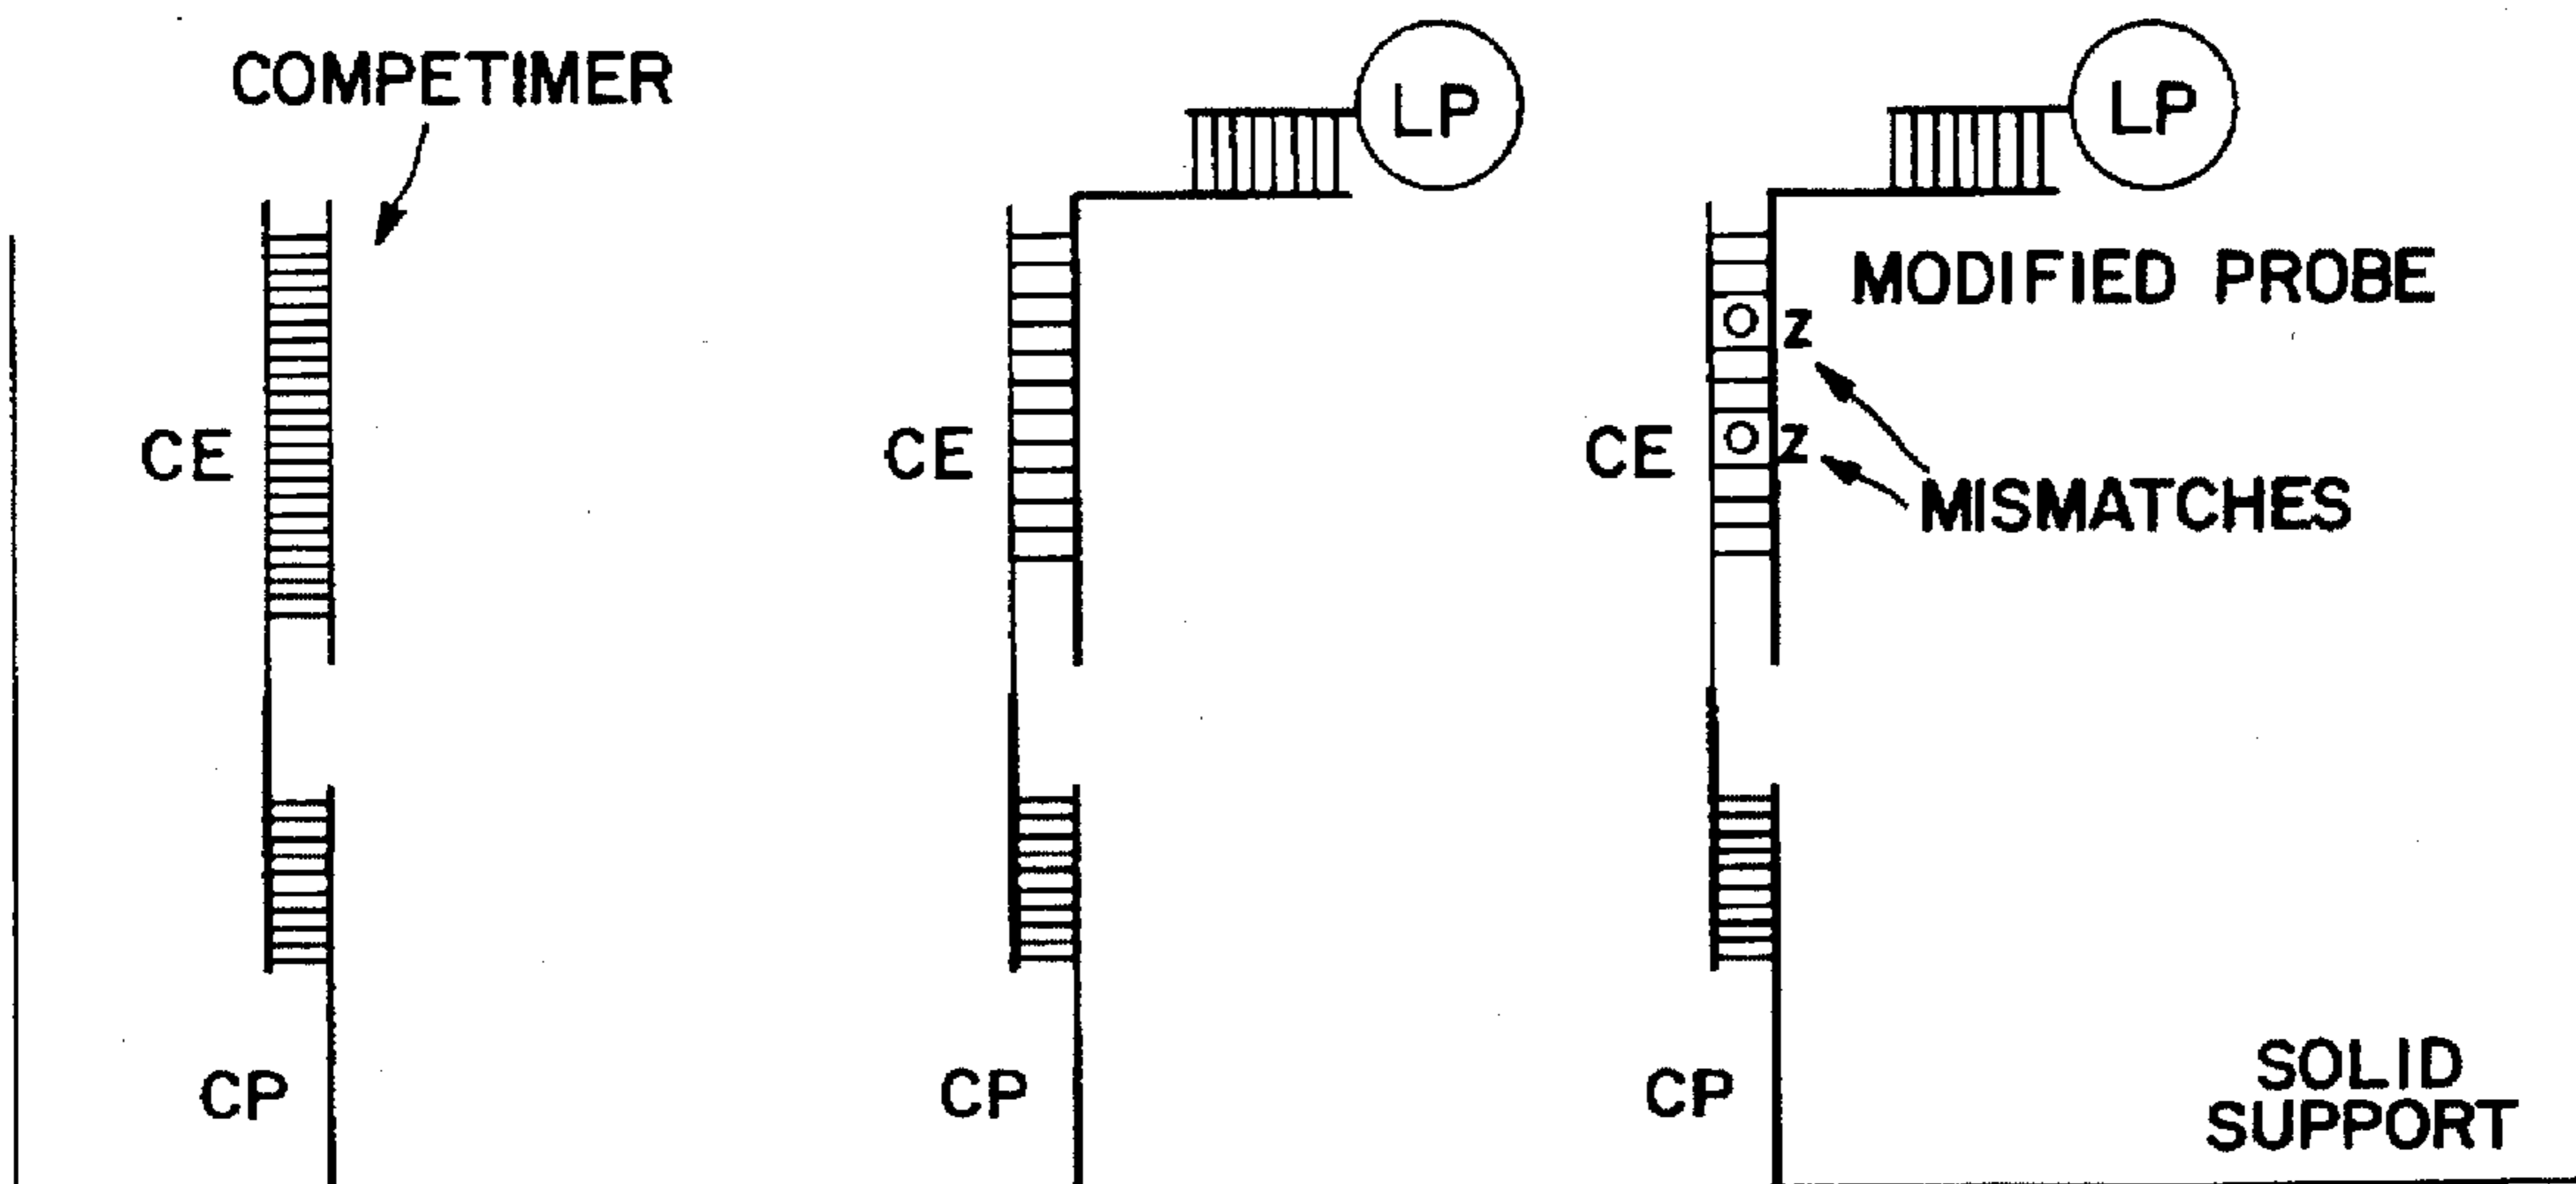 COMPETIMER
LP
LP
MODIFIED PROBE
Z
CE
CE
CE
Z
MISMATCHES
CP
CP
CP
SOLID
SUPPORT